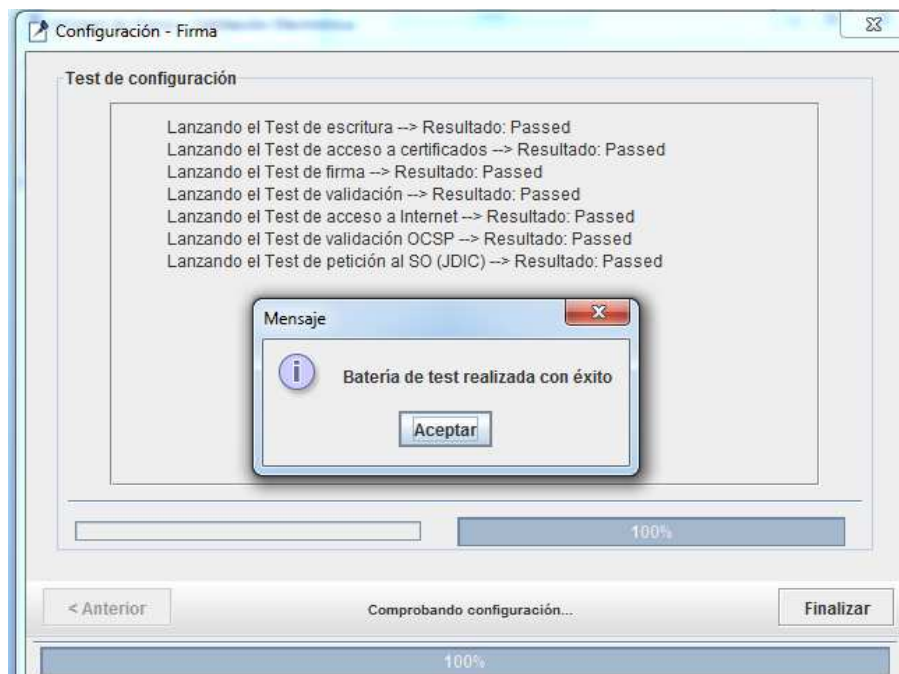 Configuración - Firma
Test de configuración
Lanzando el Test de escritura --> Resultado: Passed
Lanzando el Test de acceso a certificados --> Resultado: Passed
Lanzando el Test de firma --> Resultado: Passed
Lanzando el Test de validación --> Resultado: Passed
Lanzando el Test de acceso a Internet --> Resultado: Passed
Lanzando el Test de validación OCSP --> Resultado: Passed
Lanzando el Test de petición al SO (JDIC) --> Resultado: Passed
Mensaje
Batería de test realizada con éxito
Aceptar
100%
< Anterior
Comprobando configuración...
Finalizar
100%